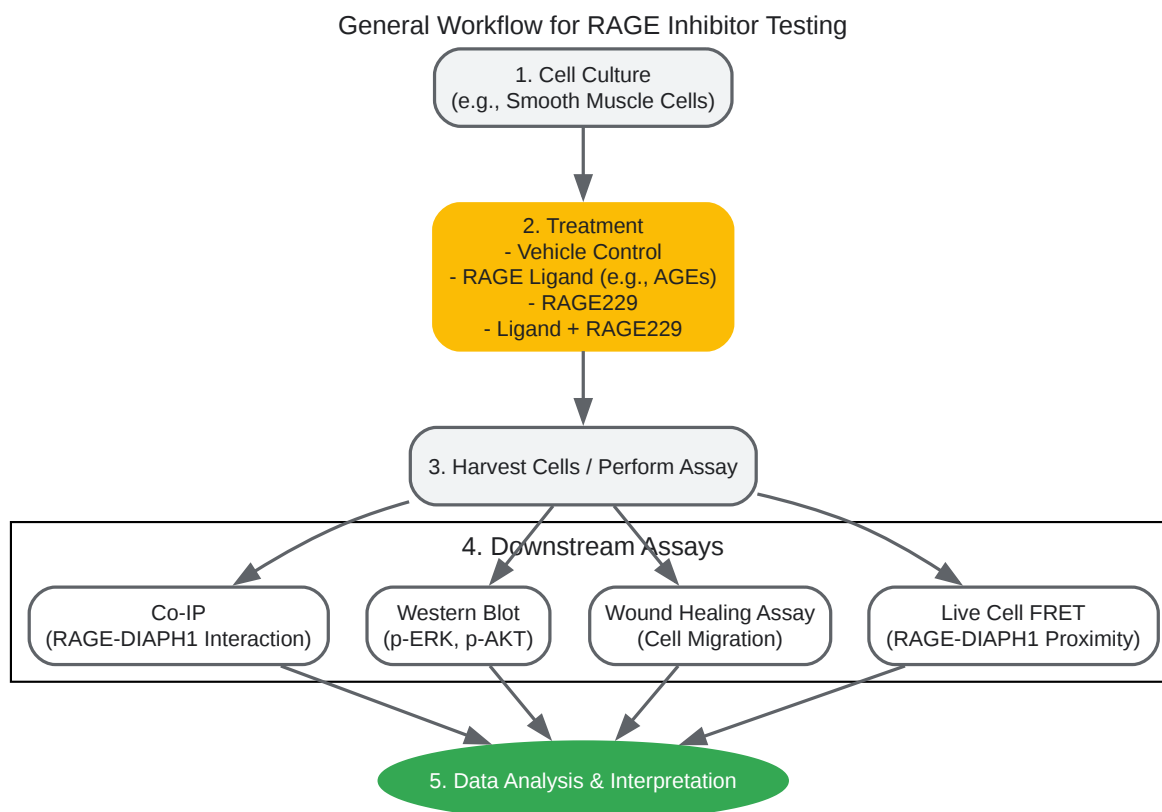 General Workflow for RAGE Inhibitor Testing
1. Cell Culture
(e.g., Smooth Muscle Cells)
2. Treatment
- Vehicle Control
- RAGE Ligand (e.g., AGEs)
- RAGE229
- Ligand + RAGE229
3. Harvest Cells / Perform Assay
4. Downstream Assays
Co-IP
(RAGE-DIAPH1 Interaction)
Western Blot
(p-ERK, p-AKT)
Wound Healing Assay
(Cell Migration)
Live Cell FRET
(RAGE-DIAPH1 Proximity)
5. Data Analysis & Interpretation